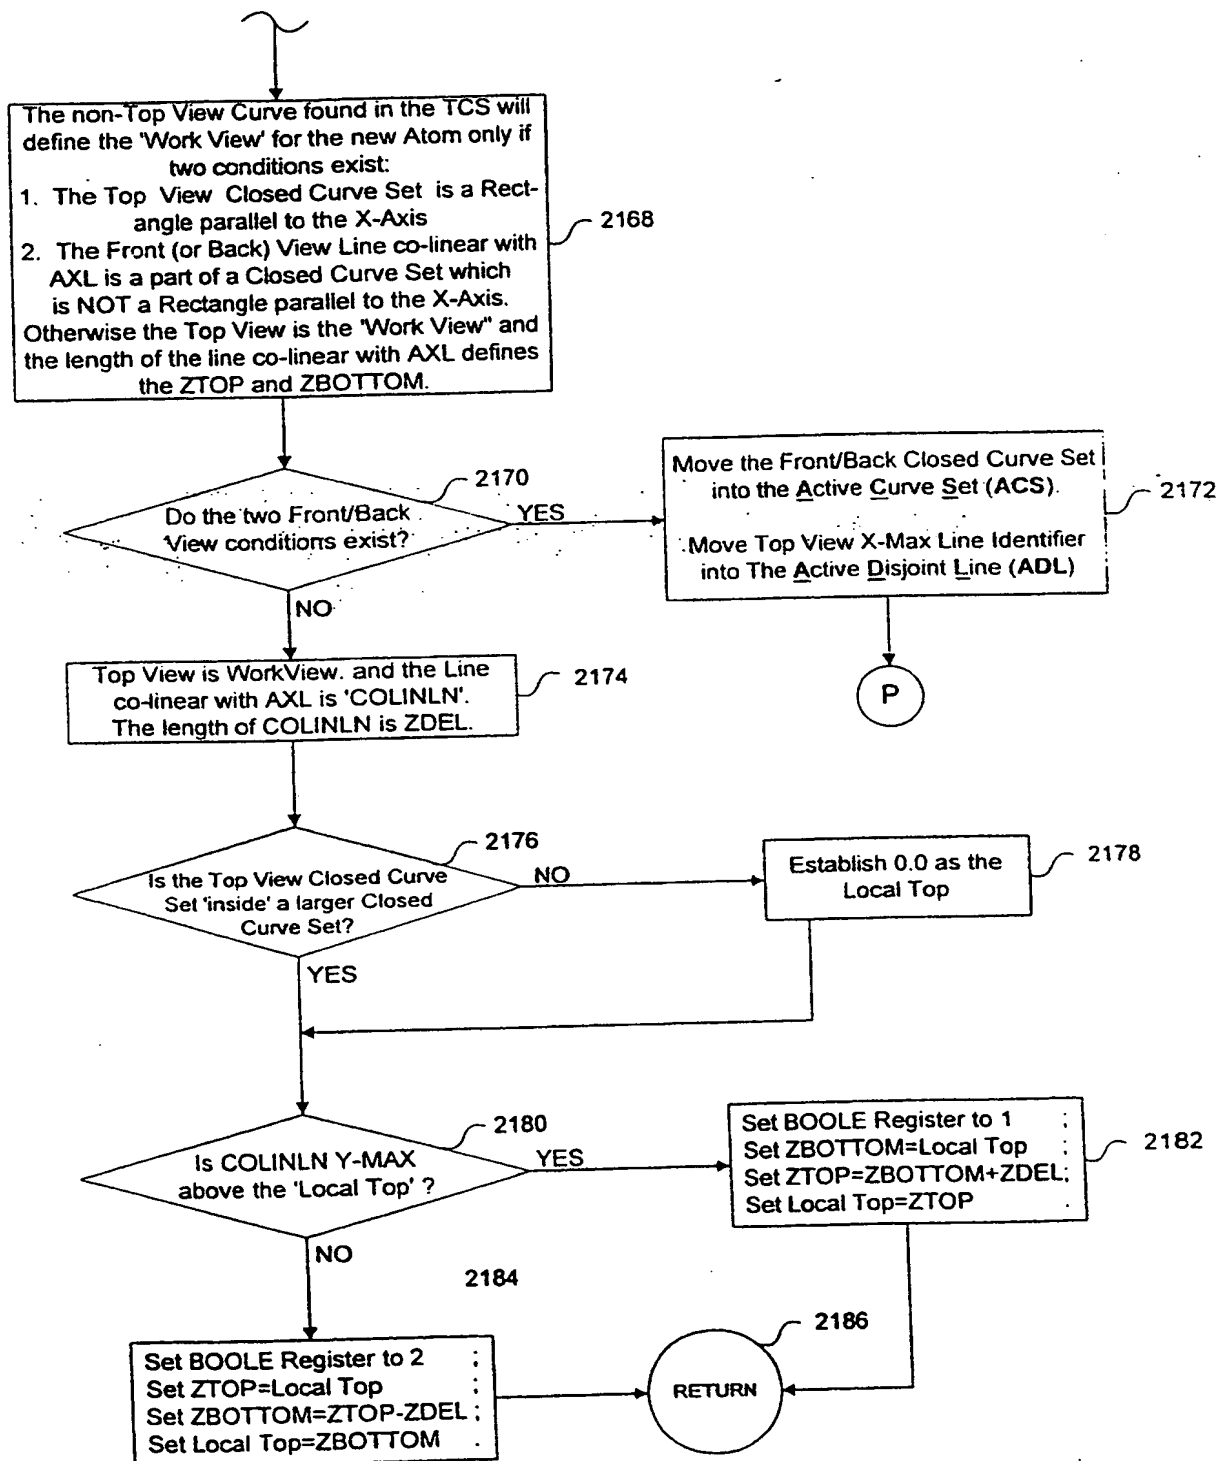 The non-Top View Curve found in the TCS will
define the 'Work View' for the new Atom only if
two conditions exist:
1. The Top View Closed Curve Set is a Rect-
angle parallel to the X-Axis
2. The Front (or Back) View Line co-linear with
AXL is a part of a Closed Curve Set which
is NOT a Rectangle parallel to the X-Axis.
Otherwise the Top View is the 'Work View" and
the length of the line co-linear with AXL defines
the ZTOP and ZBOTTOM.
2168
Do the two Front/Back
View conditions exist?
2170
YES
NO
Move the Front/Back Closed Curve Set
into the Active Curve Set (ACS).
Move Top View X-Max Line Identifier
into The Active Disjoint Line (ADL)
2172
P
Top View is WorkView. and the Line
co-linear with AXL is 'COLINLN'.
The length of COLINLN is ZDEL.
2174
Is the Top View Closed Curve
Set 'inside' a larger Closed
Curve Set?
2176
NO
YES
Establish 0.0 as the
Local Top
2178
Is COLINLN Y-MAX
above the 'Local Top' ?
2180
YES
NO
Set BOOLE Register to 1 ;
Set ZBOTTOM=Local Top ;
Set ZTOP=ZBOTTOM+ZDEL;
Set Local Top=ZTOP .
2182
2184
Set BOOLE Register to 2 ;
Set ZTOP=Local Top ;
Set ZBOTTOM=ZTOP-ZDEL ;
Set Local Top=ZBOTTOM .
RETURN
2186